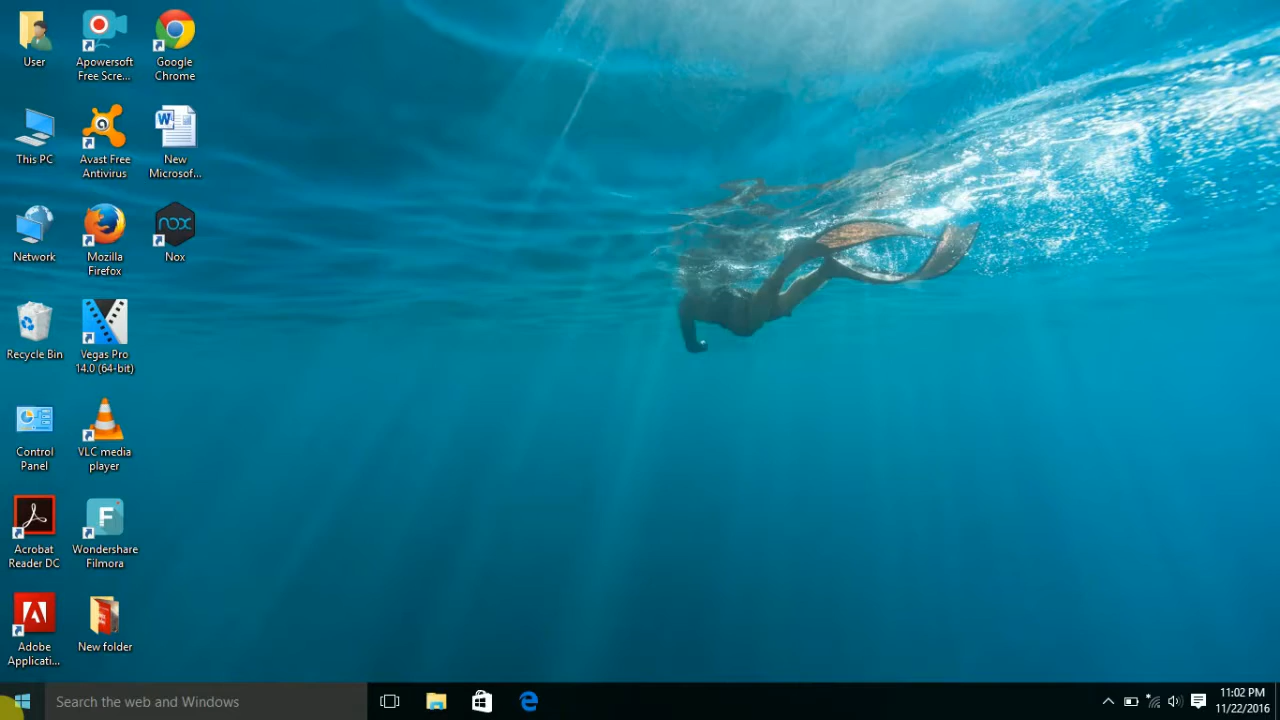 User
Apowersoft
Free Scre...
Google
Chrome
This PC
Avast Free
Antivirus
W
New
Microsof...
Network
Mozilla
Firefox
nox
Nox
Recycle Bin
Vegas Pro
14.0 (64-bit)
Control
Panel
VLC media
player
Acrobat
Reader DC
F
Wondershare
Filmora
Adobe
Applicati...
New folder
Search the web and Windows
11:02 PM
11/22/2016